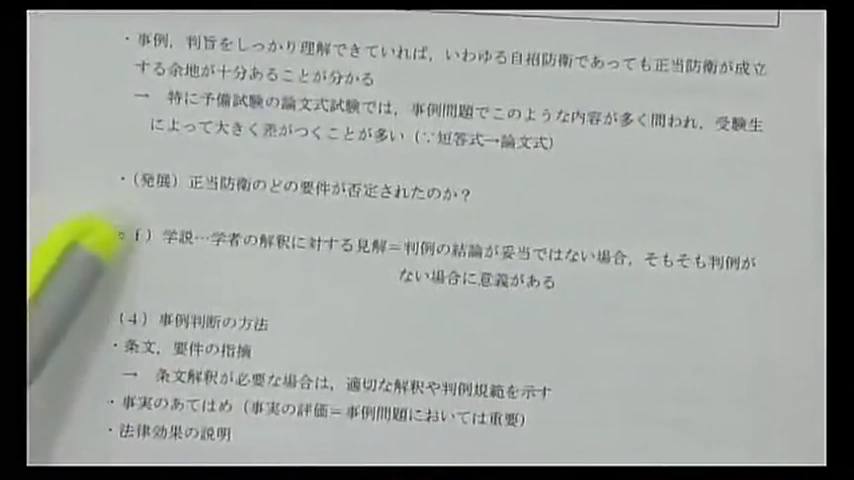 ・事例，判旨をしっかり理解できていれば，いわゆる自招防衛であっても正当防衛が成立
する余地が十分あることが分かる
→　特に予備試験の論文式試験では，事例問題でこのような内容が多く問われ，受験生
によって大きく差がつくことが多い（∵短答式→論文式）
・（発展）正当防衛のどの要件が否定されたのか？
cf）学説…学者の解釈に対する見解＝判例の結論が妥当ではない場合，そもそも判例が
ない場合に意義がある
（4）事例判断の方法
・条文，要件の指摘
→　条文解釈が必要な場合は，適切な解釈や判例規範を示す
・事実のあてはめ（事実の評価＝事例問題においては重要）
・法律効果の説明